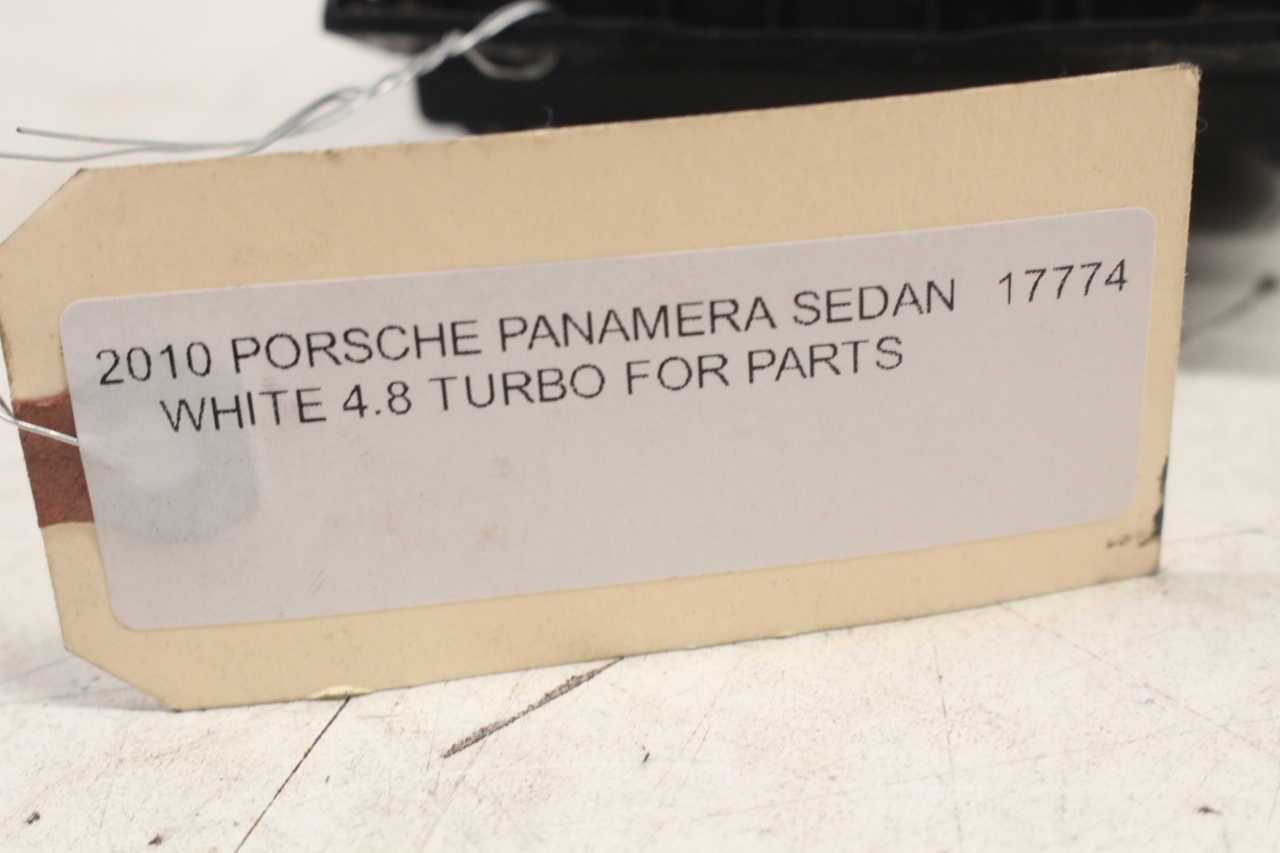 2010 PORSCHE PANAMERA SEDAN 17774
WHITE 4.8 TURBO FOR PARTS